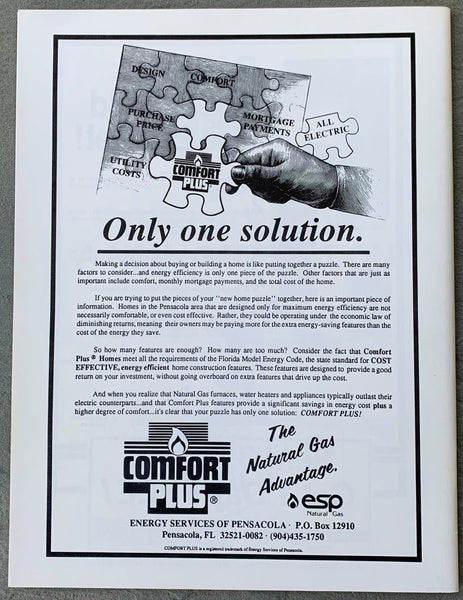 DESIGN
COMFORT
PURCHASE
PRICE
MORTGAGE
PAYMENTS
ALL
ELECTRIC
UTILITY
COSTS
COMFORT
PLUS
Only one solution.
Making a decision about buying or building a home is like putting together a puzzle. There are many
factors to consider...and energy efficiency is only one piece of the puzzle. Other factors that are just as
important include comfort, monthly mortgage payments, and the total cost of the home.
If you are trying to put the pieces of your "new home puzzle" together, here is an important piece of
information. Homes in the Pensacola area that are designed only for maximum energy efficiency are not
necessarily comfortable, or even cost effective. Rather, they could be operating under the economic law of
diminishing returns, meaning their owners may be paying more for the extra energy-saving features than the
cost of the energy they save.
So how many features are enough? How many are too much? Consider the fact that Comfort
Plus ® Homes meet all the requirements of the Florida Model Energy Code, the state standard for COST
EFFECTIVE, energy efficient home construction features. These features are designed to provide a good
return on your investment, without going overboard on extra features that drive up the cost.
And when you realize that Natural Gas furnaces, water heaters and appliances typically outlast their
electric counterparts...and that Comfort Plus features provide a significant savings in energy cost plus a
higher degree of comfort...it's clear that your puzzle has only one solution: COMFORT PLUS!
COMFORT
PLUS®
The
Natural Gas
Advantage.
esp
Natural Gas
ENERGY SERVICES OF PENSACOLA · P.O. Box 12910
Pensacola, FL 32521-0082 · (904)435-1750
COMFORT PLUS is a registered trademark of Energy Services of Pensacola.